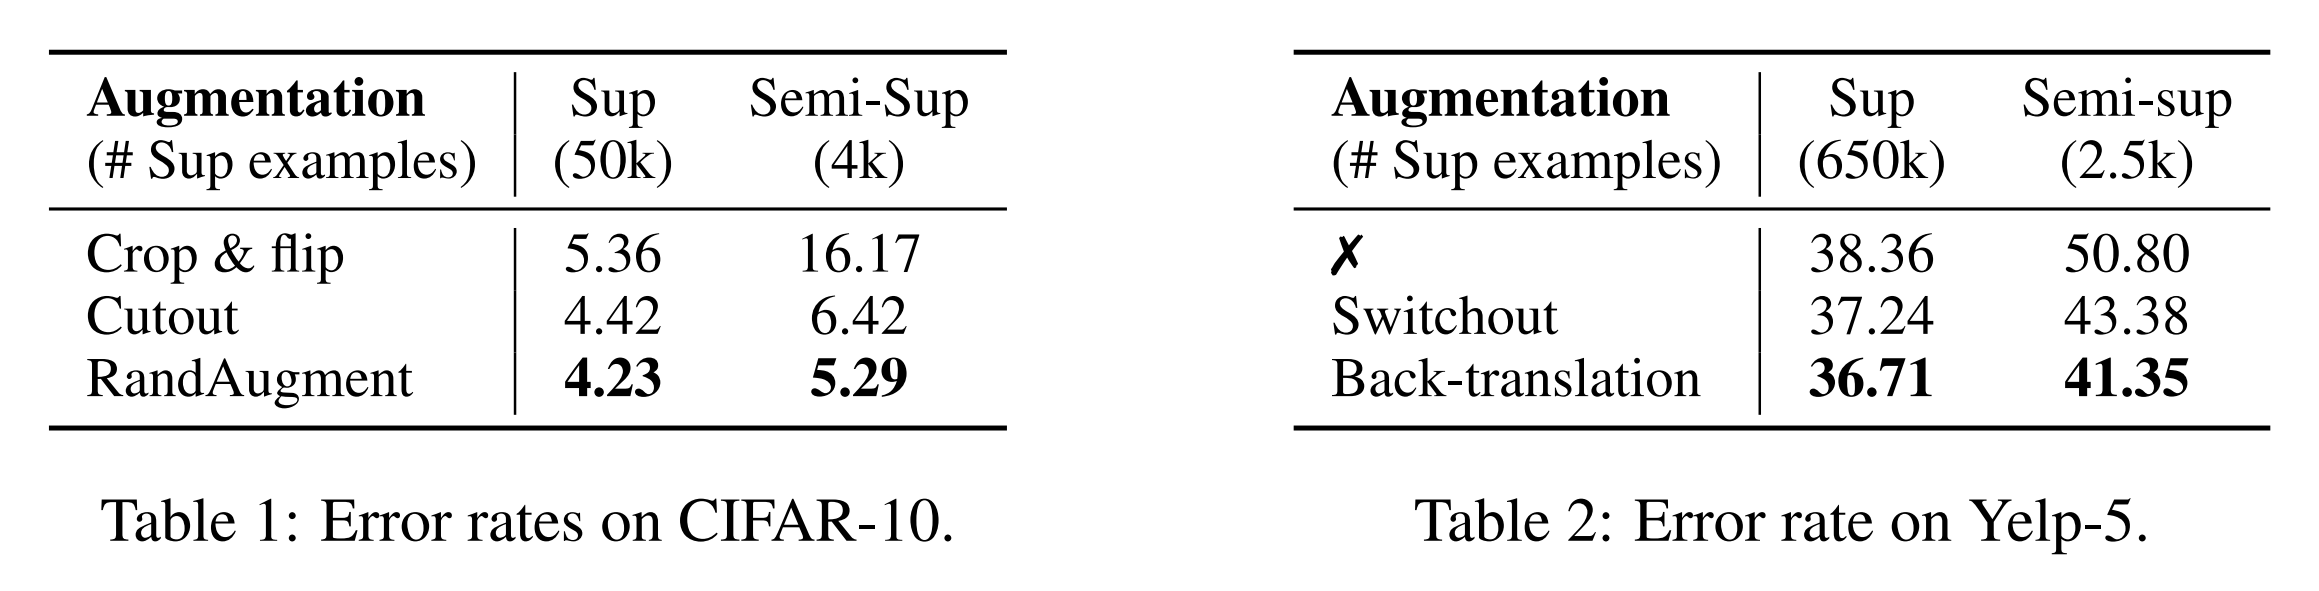 Augmentation Sup Semi-Sup
(# Sup examples) (50k) (4k)
Crop & flip 5.36 16.17
Cutout 4.42 6.42
RandAugment 4.23 5.29
Table 1: Error rates on CIFAR-10.
Augmentation Sup Semi-sup
(# Sup examples) (650k) (2.5k)
✗ 38.36 50.80
Switchout 37.24 43.38
Back-translation 36.71 41.35
Table 2: Error rate on Yelp-5.